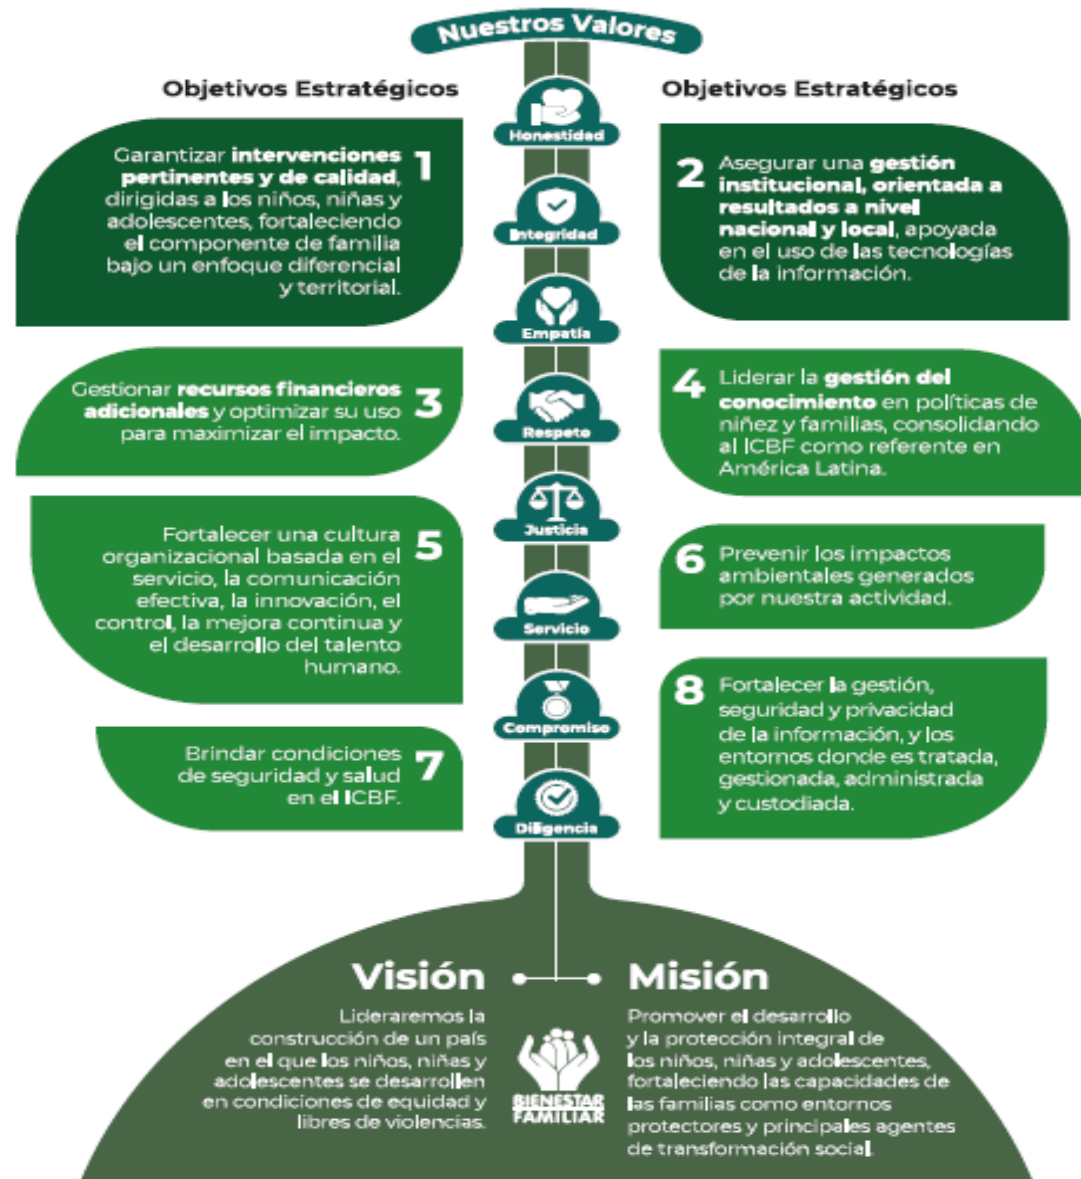 Nuestros Valores
Objetivos Estratégicos
Objetivos Estratégicos
Honestidad
Integridad
Empatía
Respeto
Justicia
Servicio
Compromiso
Diligencia
1
Garantizar intervenciones
pertinentes y de calidad,
dirigidas a los niños, niñas y
adolescentes, fortaleciendo
el componente de familia
bajo un enfoque diferencial
y territorial.
2
Asegurar una gestión
institucional, orientada a
resultados a nivel
nacional y local, apoyada
en el uso de las tecnologías
de la información.
3
Gestionar recursos financieros
adicionales y optimizar su uso
para maximizar el impacto.
4
Liderar la gestión del
conocimiento en políticas de
niñez y familias, consolidando
al ICBF como referente en
América Latina.
5
Fortalecer una cultura
organizacional basada en el
servicio, la comunicación
efectiva, la innovación, el
control, la mejora continua y
el desarrollo del talento
humano.
6
Prevenir los impactos
ambientales generados
por nuestra actividad.
7
Brindar condiciones
de seguridad y salud
en el ICBF.
8
Fortalecer la gestión,
seguridad y privacidad
de la información, y los
entornos donde es tratada,
gestionada, administrada
y custodiada.
Visión
Lideraremos la
construcción de un país
en el que los niños, niñas y
adolescentes se desarrollen
en condiciones de equidad y
libres de violencias.
BIENESTAR
FAMILIAR
Misión
Promover el desarrollo
y la protección integral de
los niños, niñas y adolescentes,
fortaleciendo las capacidades de
las familias como entornos
protectores y principales agentes
de transformación social.